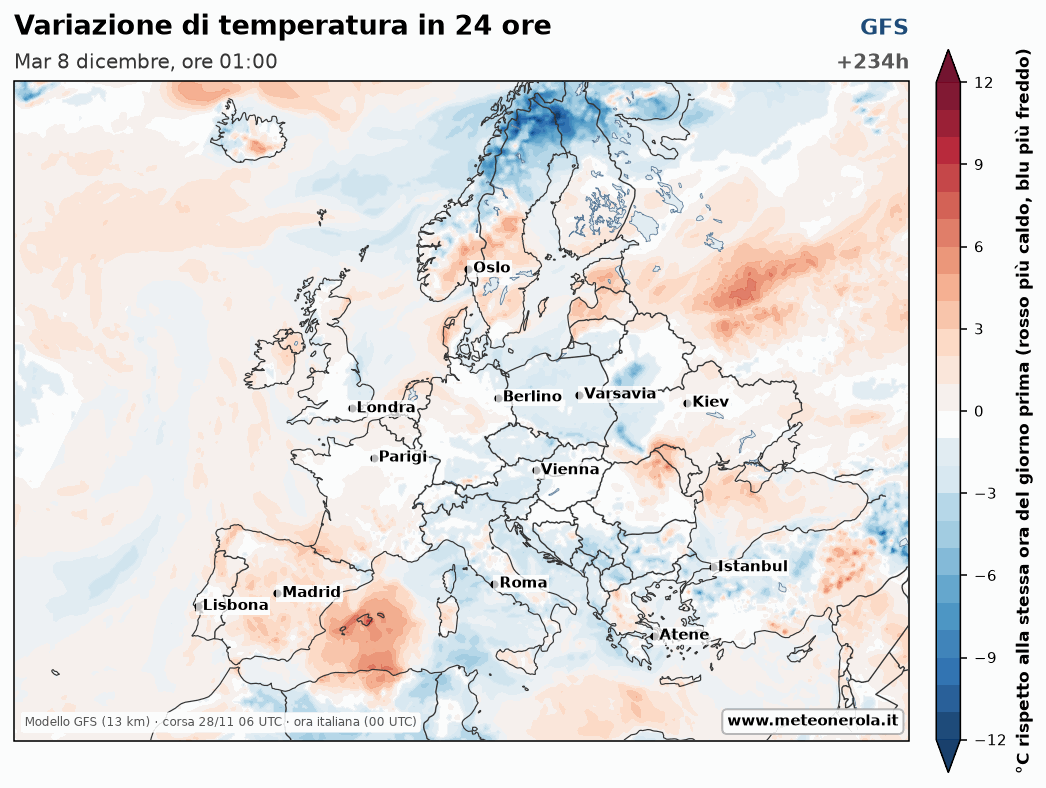 Variazione di temperatura in 24 ore
GFS
Mar 8 dicembre, ore 01:00
+234h
Oslo
Berlino
Varsavia
Kiev
Londra
Parigi
Vienna
Istanbul
Roma
Madrid
Lisbona
Atene
Modello GFS (13 km) · corsa 28/11 06 UTC · ora italiana (00 UTC)
www.meteonerola.it
12
9
6
3
0
−3
−6
−9
−12
°C rispetto alla stessa ora del giorno prima (rosso più caldo, blu più freddo)